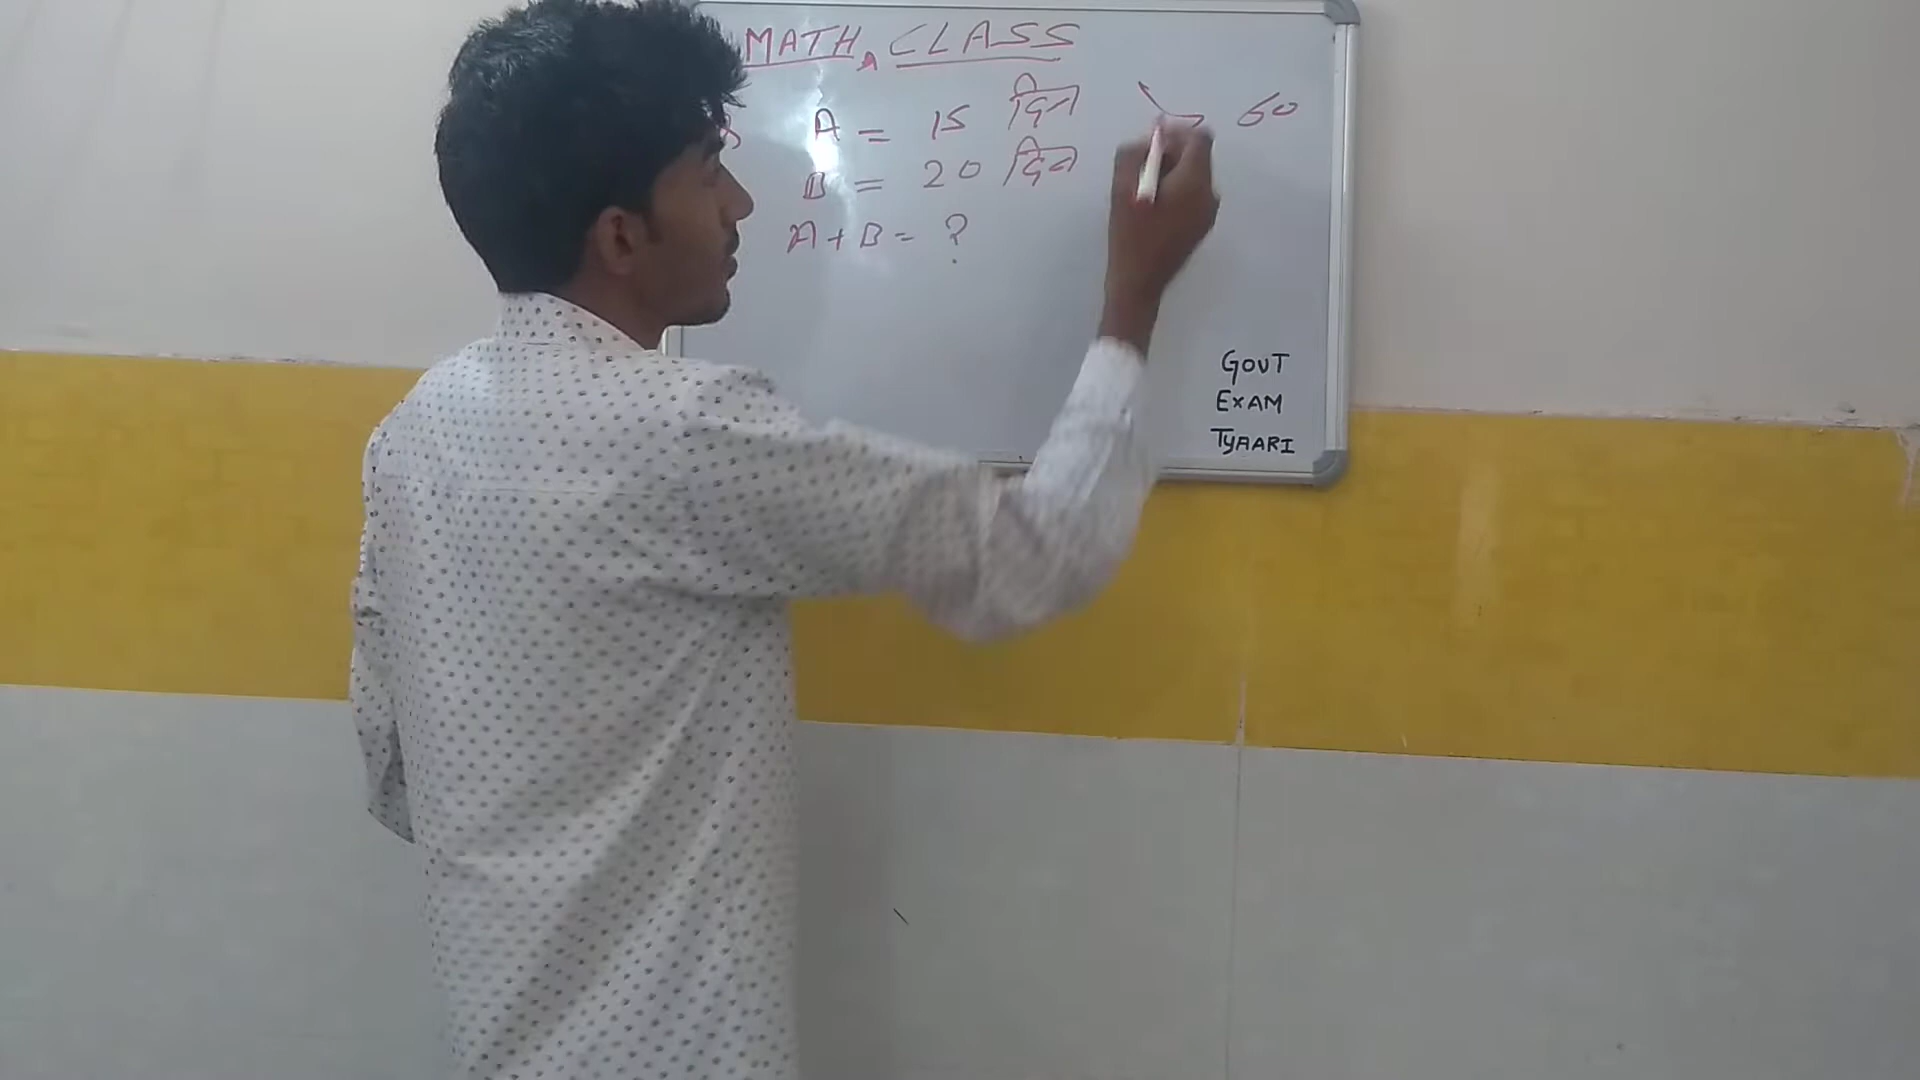 MATH CLASS
A = 15 दिन 60
B = 20 दिन
A + B = ?
GOVT
EXAM
TYAARI